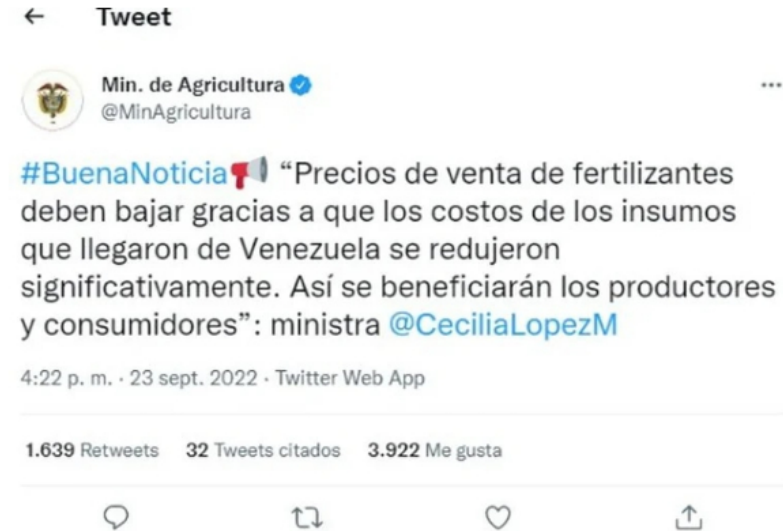 Tweet
Min. de Agricultura
@MinAgricultura
#BuenaNoticia “Precios de venta de fertilizantes
deben bajar gracias a que los costos de los insumos
que llegaron de Venezuela se redujeron
significativamente. Así se beneficiarán los productores
y consumidores”: ministra @CeciliaLopezM
4:22 p. m. · 23 sept. 2022 · Twitter Web App
1.639 Retweets 32 Tweets citados 3.922 Me gusta